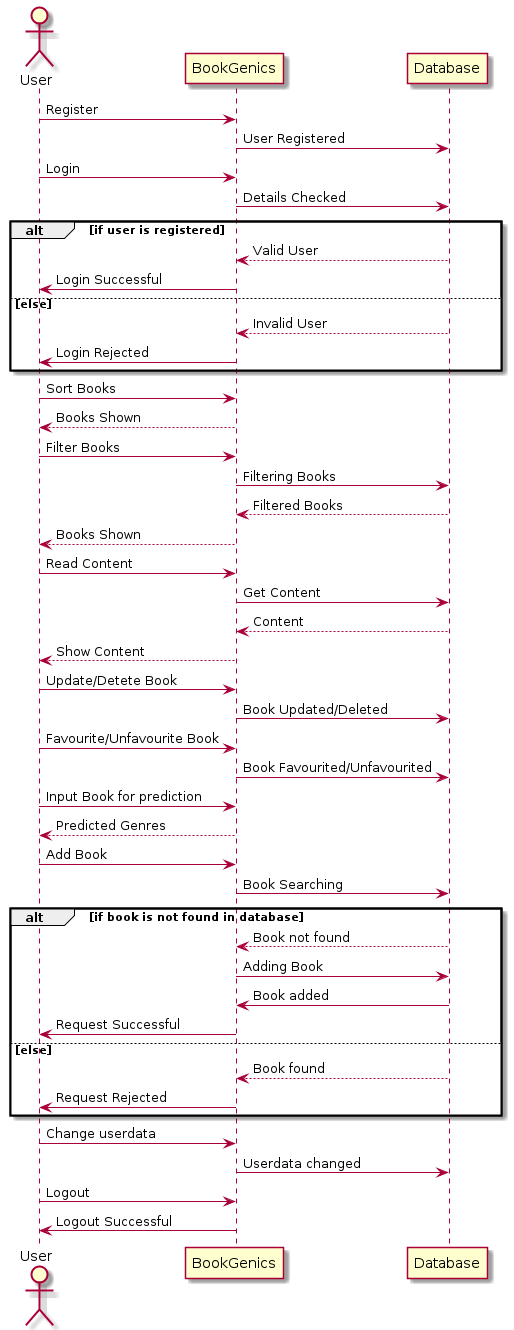 User
BookGenics
Database
Register
User Registered
Login
Details Checked
alt
[if user is registered]
Valid User
Login Successful
[else]
Invalid User
Login Rejected
Sort Books
Books Shown
Filter Books
Filtering Books
Filtered Books
Books Shown
Read Content
Get Content
Content
Show Content
Update/Detete Book
Book Updated/Deleted
Favourite/Unfavourite Book
Book Favourited/Unfavourited
Input Book for prediction
Predicted Genres
Add Book
Book Searching
alt
[if book is not found in database]
Book not found
Adding Book
Book added
Request Successful
[else]
Book found
Request Rejected
Change userdata
Userdata changed
Logout
Logout Successful
User
BookGenics
Database